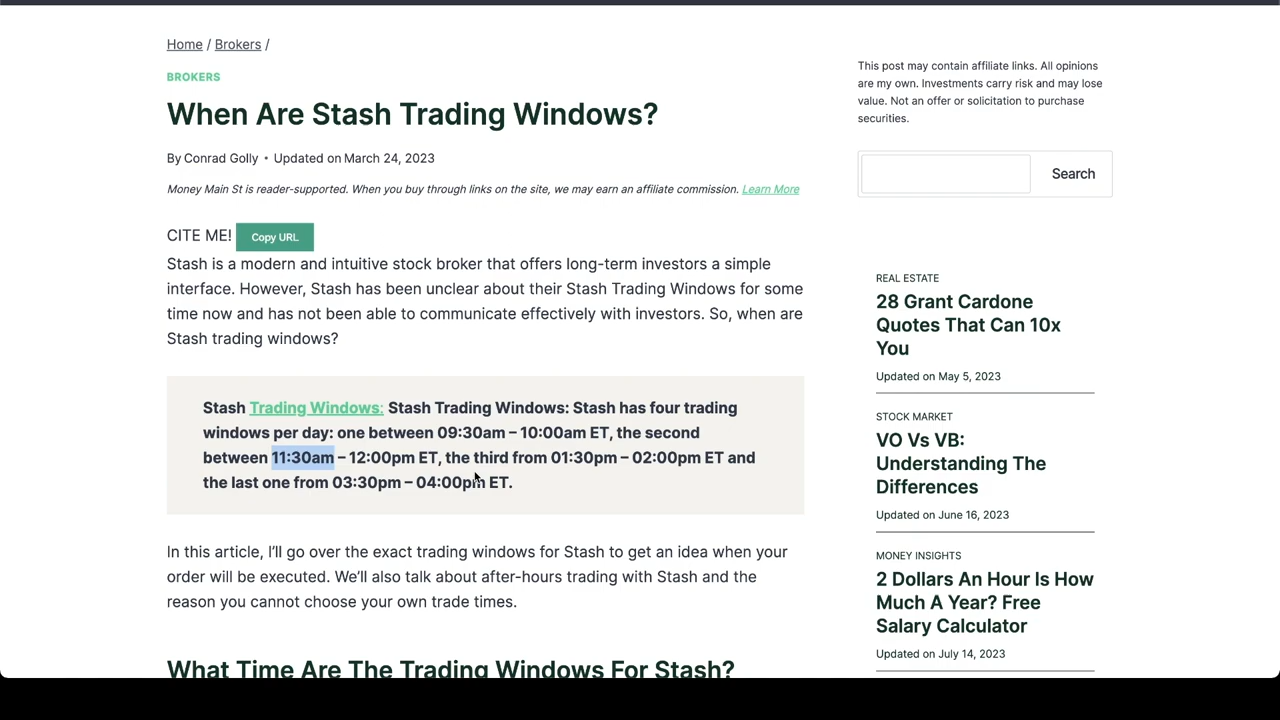 Home / Brokers /
BROKERS
When Are Stash Trading Windows?
By Conrad Golly • Updated on March 24, 2023
Money Main St is reader-supported. When you buy through links on the site, we may earn an affiliate commission. Learn More
CITE ME! Copy URL
Stash is a modern and intuitive stock broker that offers long-term investors a simple
interface. However, Stash has been unclear about their Stash Trading Windows for some
time now and has not been able to communicate effectively with investors. So, when are
Stash trading windows?
Stash Trading Windows: Stash Trading Windows: Stash has four trading
windows per day: one between 09:30am – 10:00am ET, the second
between 11:30am – 12:00pm ET, the third from 01:30pm – 02:00pm ET and
the last one from 03:30pm – 04:00pm ET.
In this article, I’ll go over the exact trading windows for Stash to get an idea when your
order will be executed. We’ll also talk about after-hours trading with Stash and the
reason you cannot choose your own trade times.
What Time Are The Trading Windows For Stash?
This post may contain affiliate links. All opinions
are my own. Investments carry risk and may lose
value. Not an offer or solicitation to purchase
securities.
Search
REAL ESTATE
28 Grant Cardone
Quotes That Can 10x
You
Updated on May 5, 2023
STOCK MARKET
VO Vs VB:
Understanding The
Differences
Updated on June 16, 2023
MONEY INSIGHTS
2 Dollars An Hour Is How
Much A Year? Free
Salary Calculator
Updated on July 14, 2023